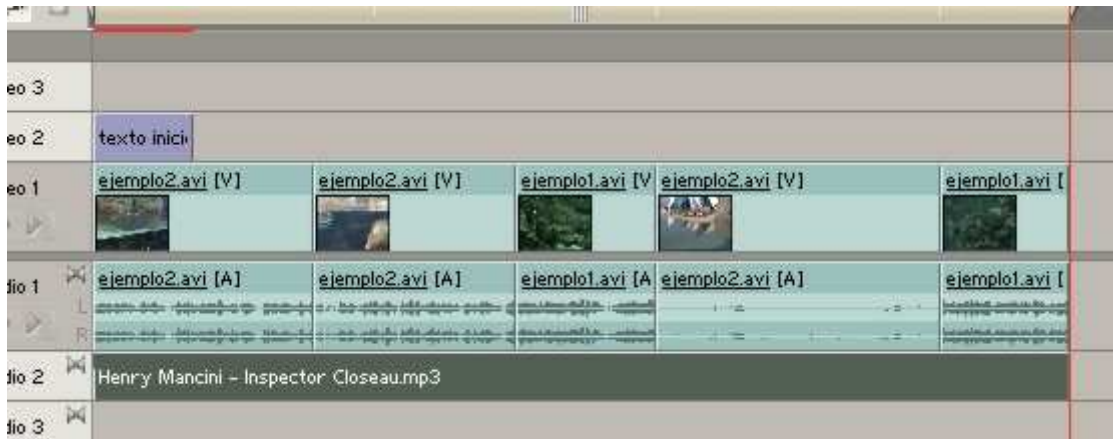 eo 3
eo 2
texto inici
eo 1
ejemplo2.avi [V]
ejemplo2.avi [V]
ejemplo1.avi [V
ejemplo2.avi [V]
ejemplo1.avi [
dio 1
L
R
ejemplo2.avi [A]
ejemplo2.avi [A]
ejemplo1.avi [A
ejemplo2.avi [A]
ejemplo1.avi [
dio 2
Henry Mancini - Inspector Closeau.mp3
dio 3